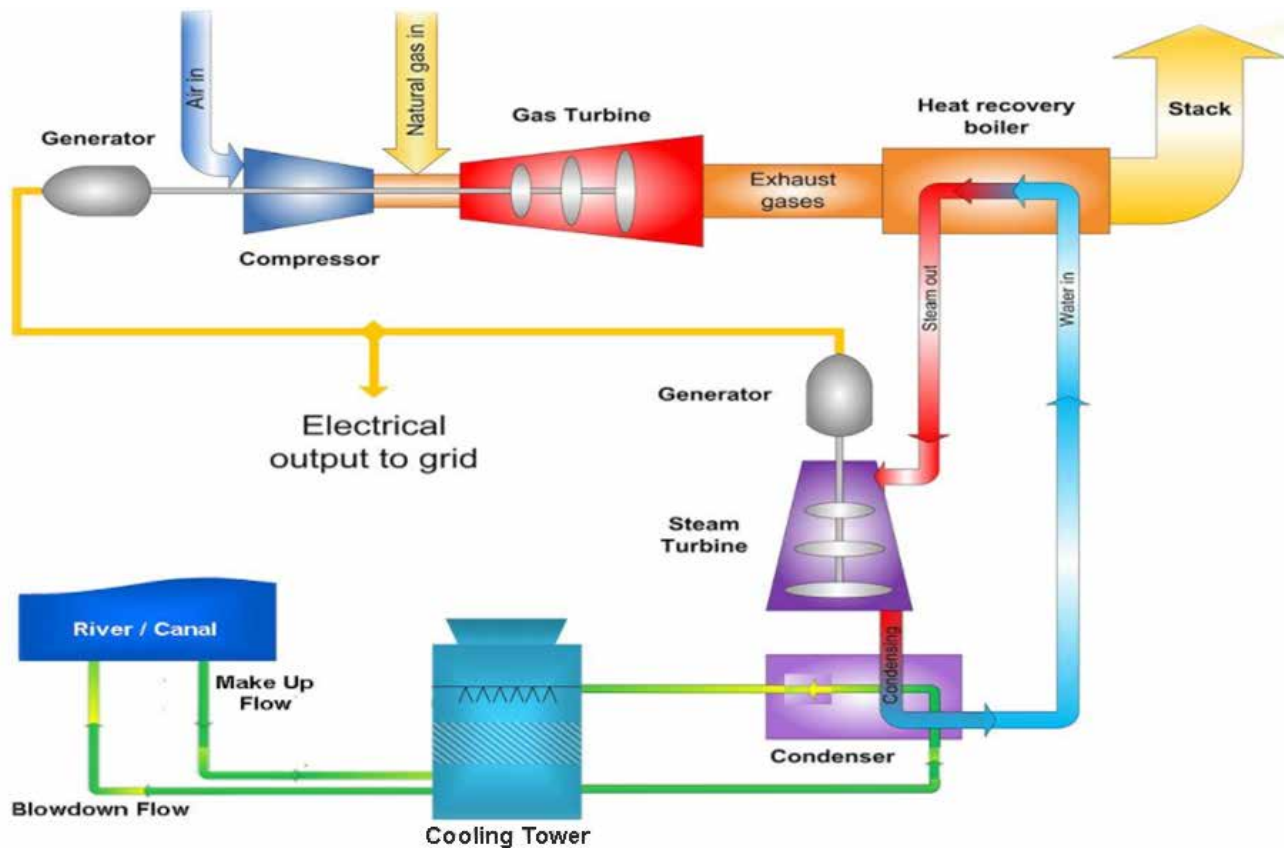 Air in
Natural gas in
Generator
Gas Turbine
Heat recovery
boiler
Stack
Exhaust
gases
Compressor
Steam out
Water in
Generator
Electrical
output to grid
Steam
Turbine
River / Canal
Condensing
Make Up
Flow
Condenser
Blowdown Flow
Cooling Tower